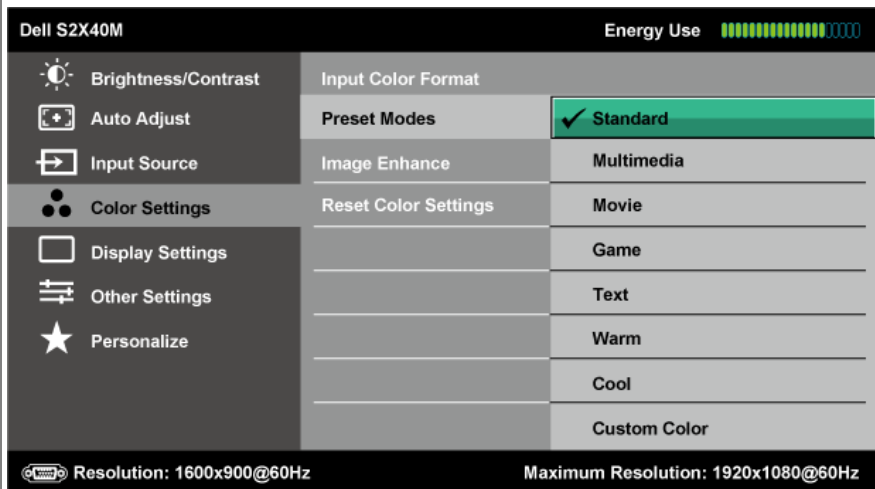 Dell S2X40M
Energy Use
Brightness/Contrast
Auto Adjust
Input Source
Color Settings
Display Settings
Other Settings
Personalize
Input Color Format
Preset Modes
Image Enhance
Reset Color Settings
Standard
Multimedia
Movie
Game
Text
Warm
Cool
Custom Color
Resolution: 1600x900@60Hz
Maximum Resolution: 1920x1080@60Hz